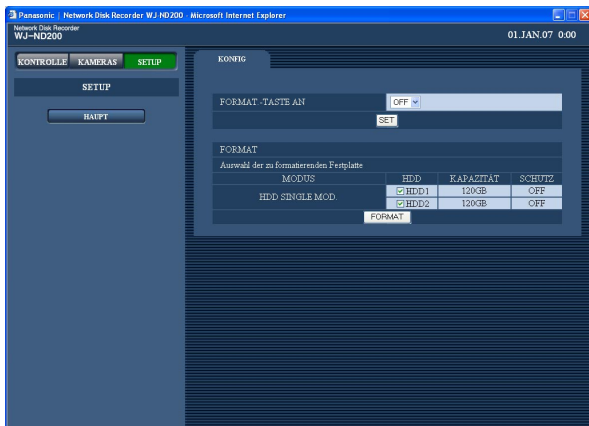 Panasonic | Network Disk Recorder WJ-ND200 - Microsoft Internet Explorer
Network Disk Recorder
WJ-ND200
01.JAN.07 0:00
KONTROLLE KAMERAS SETUP
KONFIG
SETUP
HAUPT
FORMAT.-TASTE AN OFF
SET
FORMAT
Auswahl der zu formatierenden Festplatte
MODUS HDD KAPAZITÄT SCHUTZ
HDD SINGLE MOD.
HDD1 120GB OFF
HDD2 120GB OFF
FORMAT